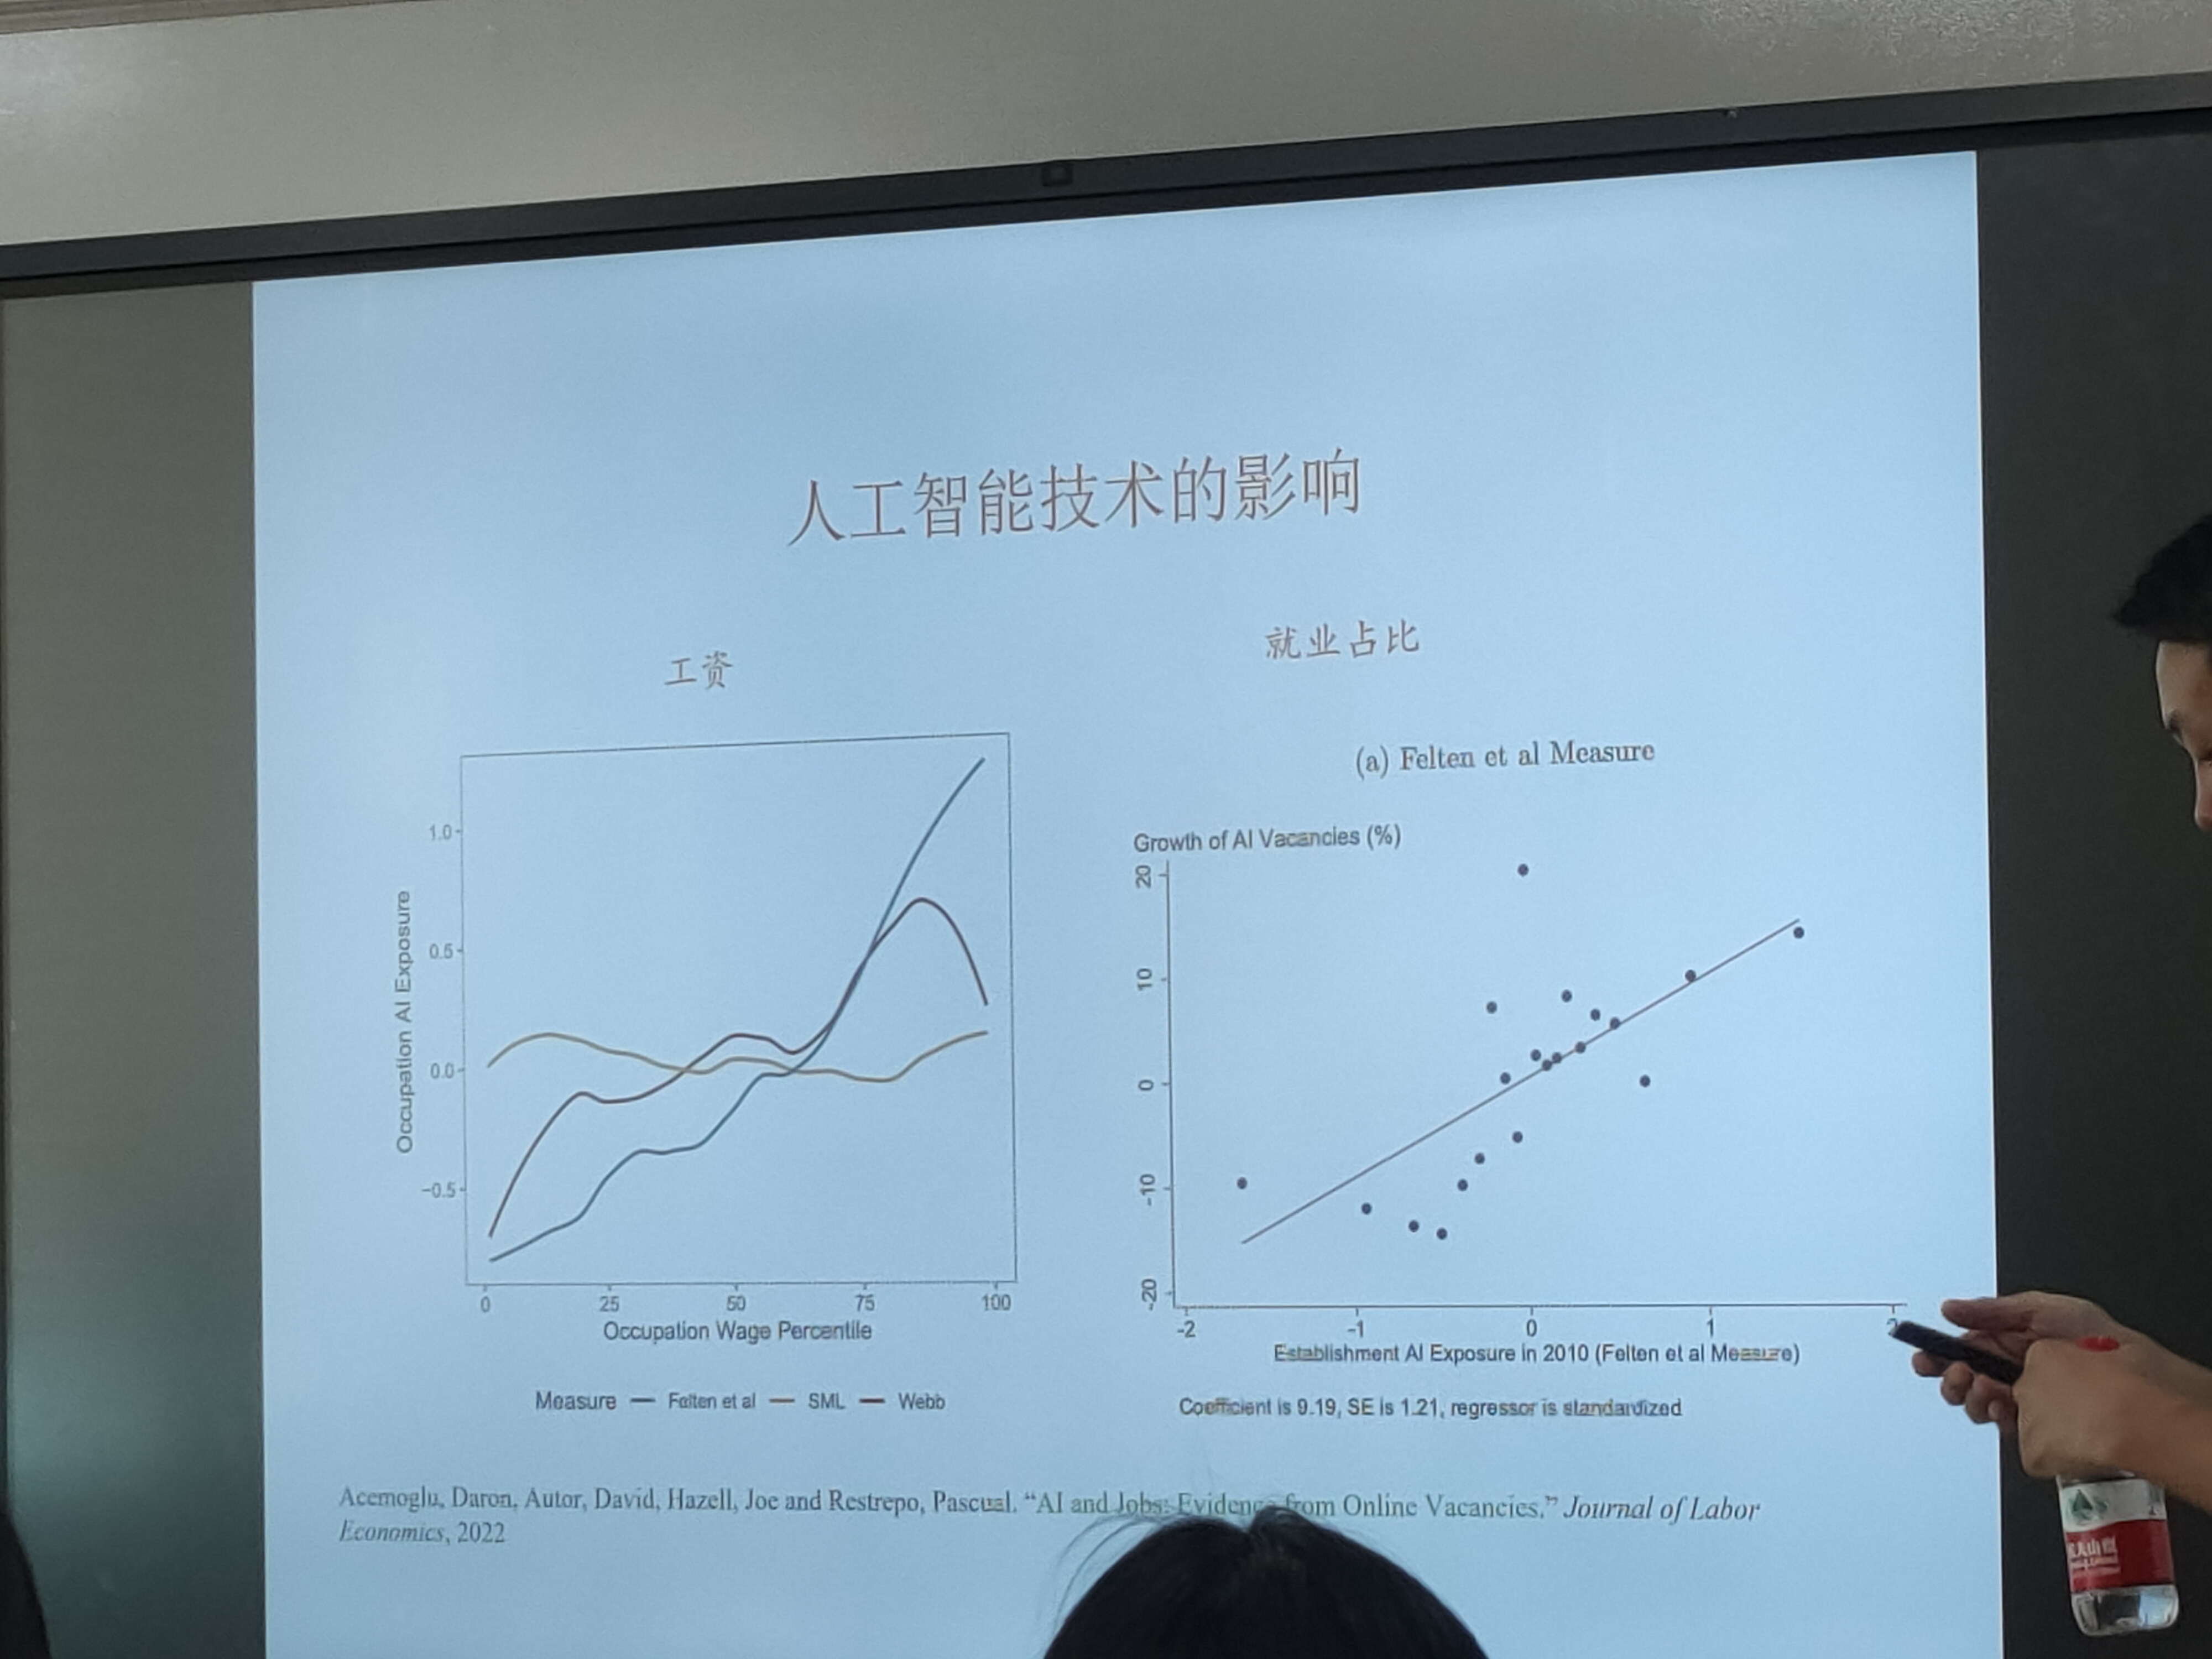 人工智能技术的影响
工资
就业占比
Occupation AI Exposure
1.0
0.5
0.0
−0.5
0 25 50 75 100
Occupation Wage Percentile
Measure — Felten et al — SML — Webb
(a) Felten et al Measure
Growth of AI Vacancies (%)
20
10
0
-10
-20
-2 -1 0 1 2
Establishment AI Exposure in 2010 (Felten et al Measure)
Coefficient is 9.19, SE is 1.21, regressor is standardized
Acemoglu, Daron, Autor, David, Hazell, Joe and Restrepo, Pascual. “AI and Jobs: Evidence from Online Vacancies.” Journal of Labor
Economics, 2022